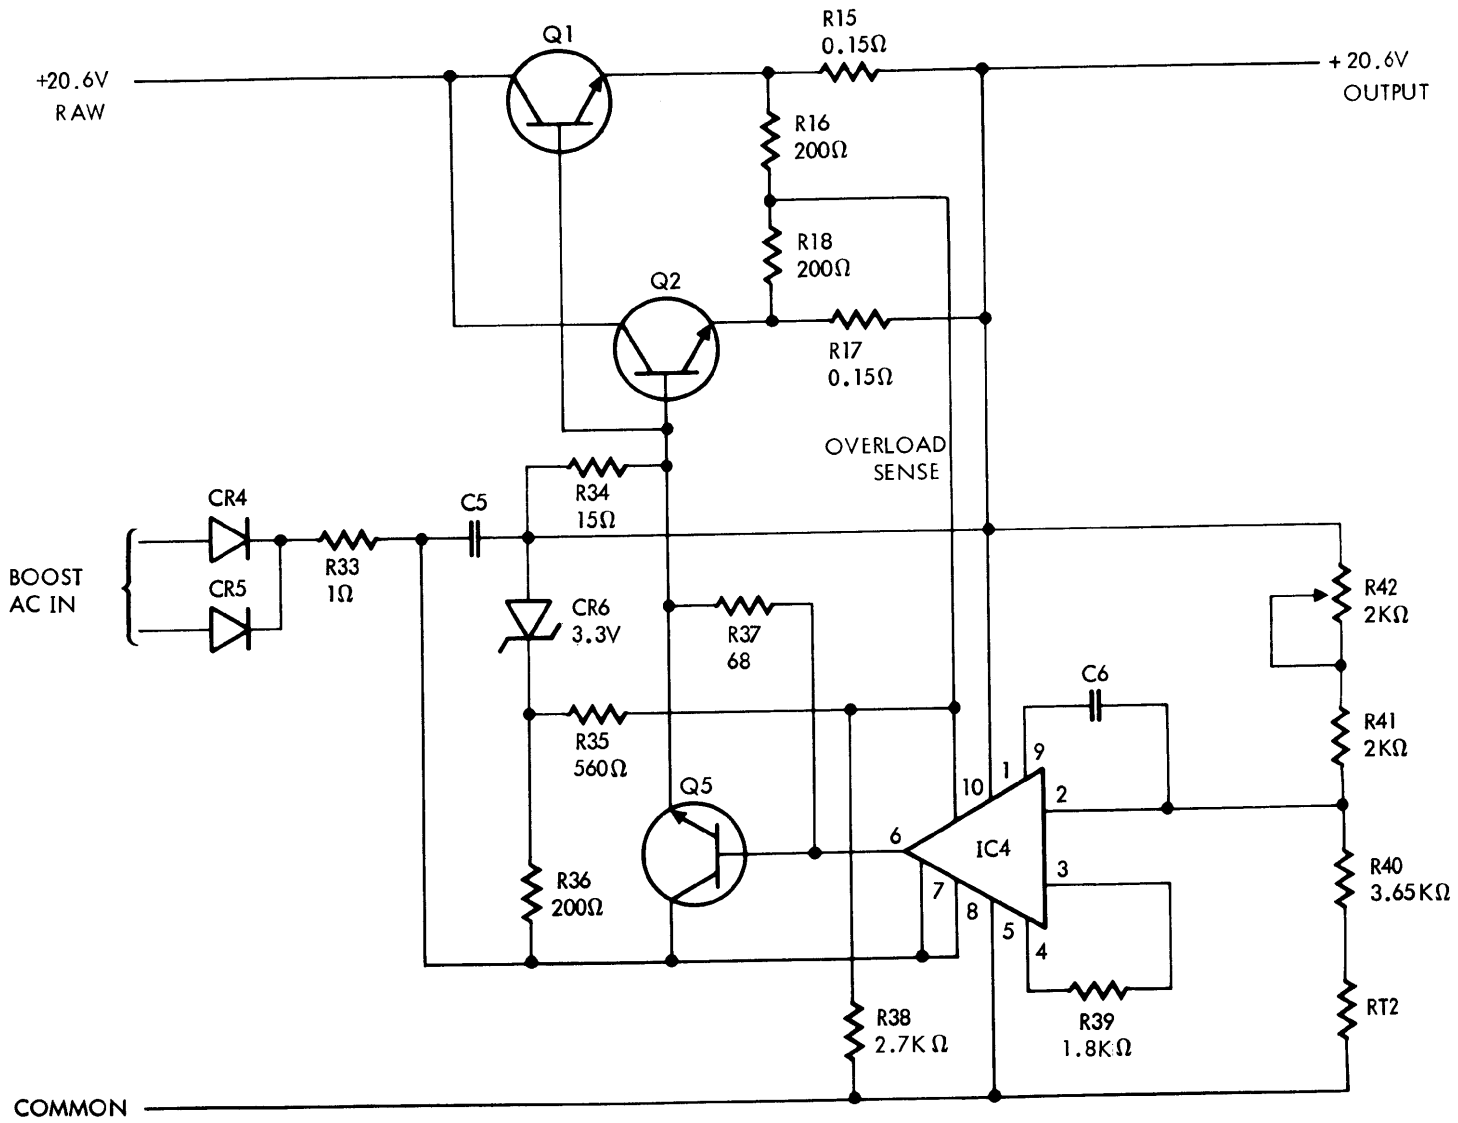 Q1
R15
0.15Ω
+20.6V
RAW
+20.6V
OUTPUT
R16
200Ω
R18
200Ω
Q2
R17
0.15Ω
OVERLOAD
SENSE
R34
15Ω
C5
CR4
R33
1Ω
BOOST
AC IN
CR5
CR6
3.3V
R37
68
R42
2KΩ
C6
R41
2KΩ
R35
560Ω
Q5
10
1
9
2
6
IC4
3
7
8
5
4
R36
200Ω
R40
3.65KΩ
R38
2.7KΩ
R39
1.8KΩ
RT2
COMMON